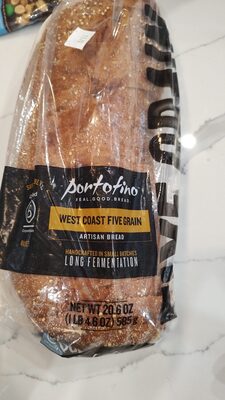 portofino
REAL.GOOD.BREAD.
WEST COAST FIVE GRAIN
ARTISAN BREAD
HANDCRAFTED IN SMALL BATCHES
LONG FERMENTATION
NET WT 20.6 OZ
(1 LB 4.6 OZ) 585 g